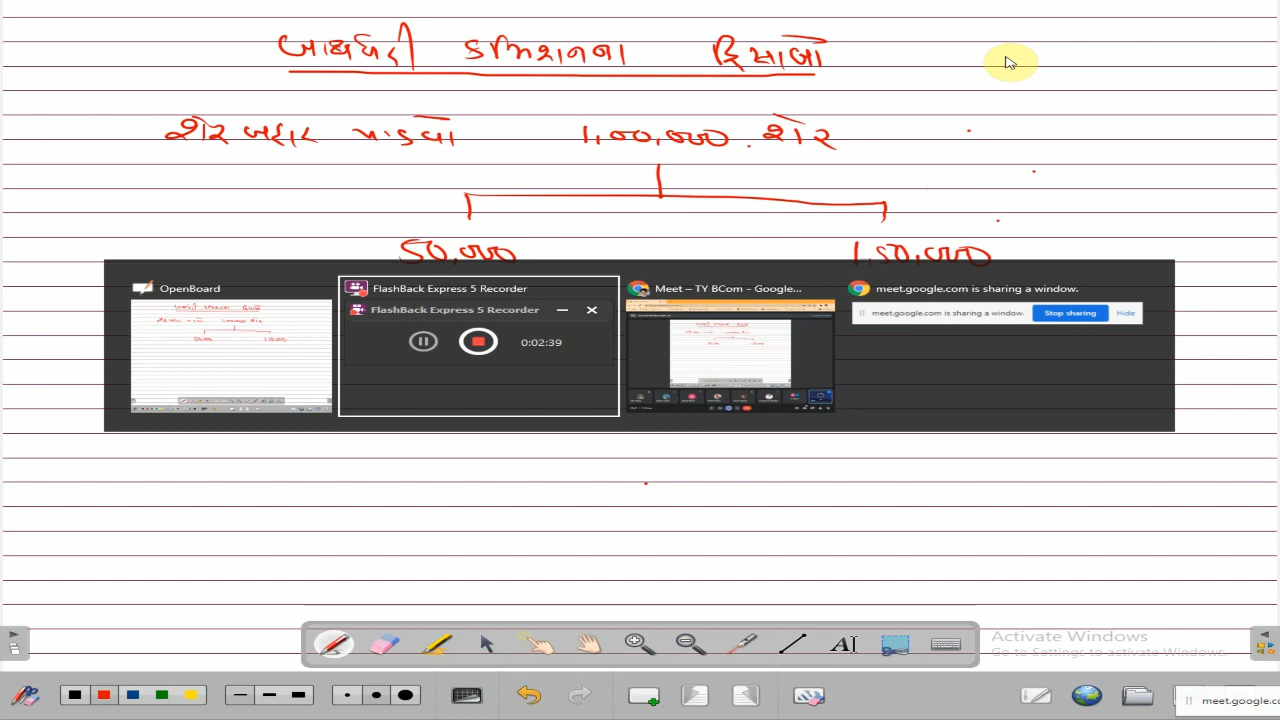 બાંયધરી કમિશનના હિસાબો
શેર બહાર પાડવા 1,00,000 શેર
50,000 1,50,000
OpenBoard
FlashBack Express 5 Recorder
Meet – TY BCom - Google...
meet.google.com is sharing a window.
FlashBack Express 5 Recorder
0:02:39
meet.google.com is sharing a window. Stop sharing Hide
Activate Windows
Go to Settings to activate Windows.
meet.google.co